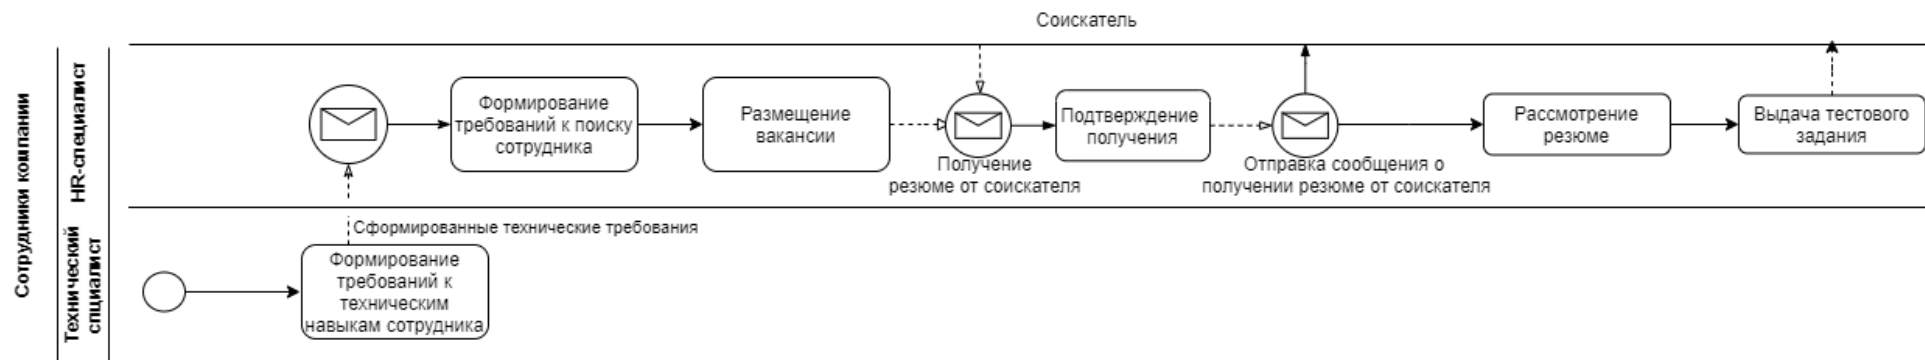 Соискатель
Сотрудники компании
HR-специалист
Формирование
требований к поиску
сотрудника
Размещение
вакансии
Получение
резюме от соискателя
Подтверждение
получения
Отправка сообщения о
получении резюме от соискателя
Рассмотрение
резюме
Выдача тестового
задания
Технический
спциалист
Сформированные технические требования
Формирование
требований к
техническим
навыкам сотрудника